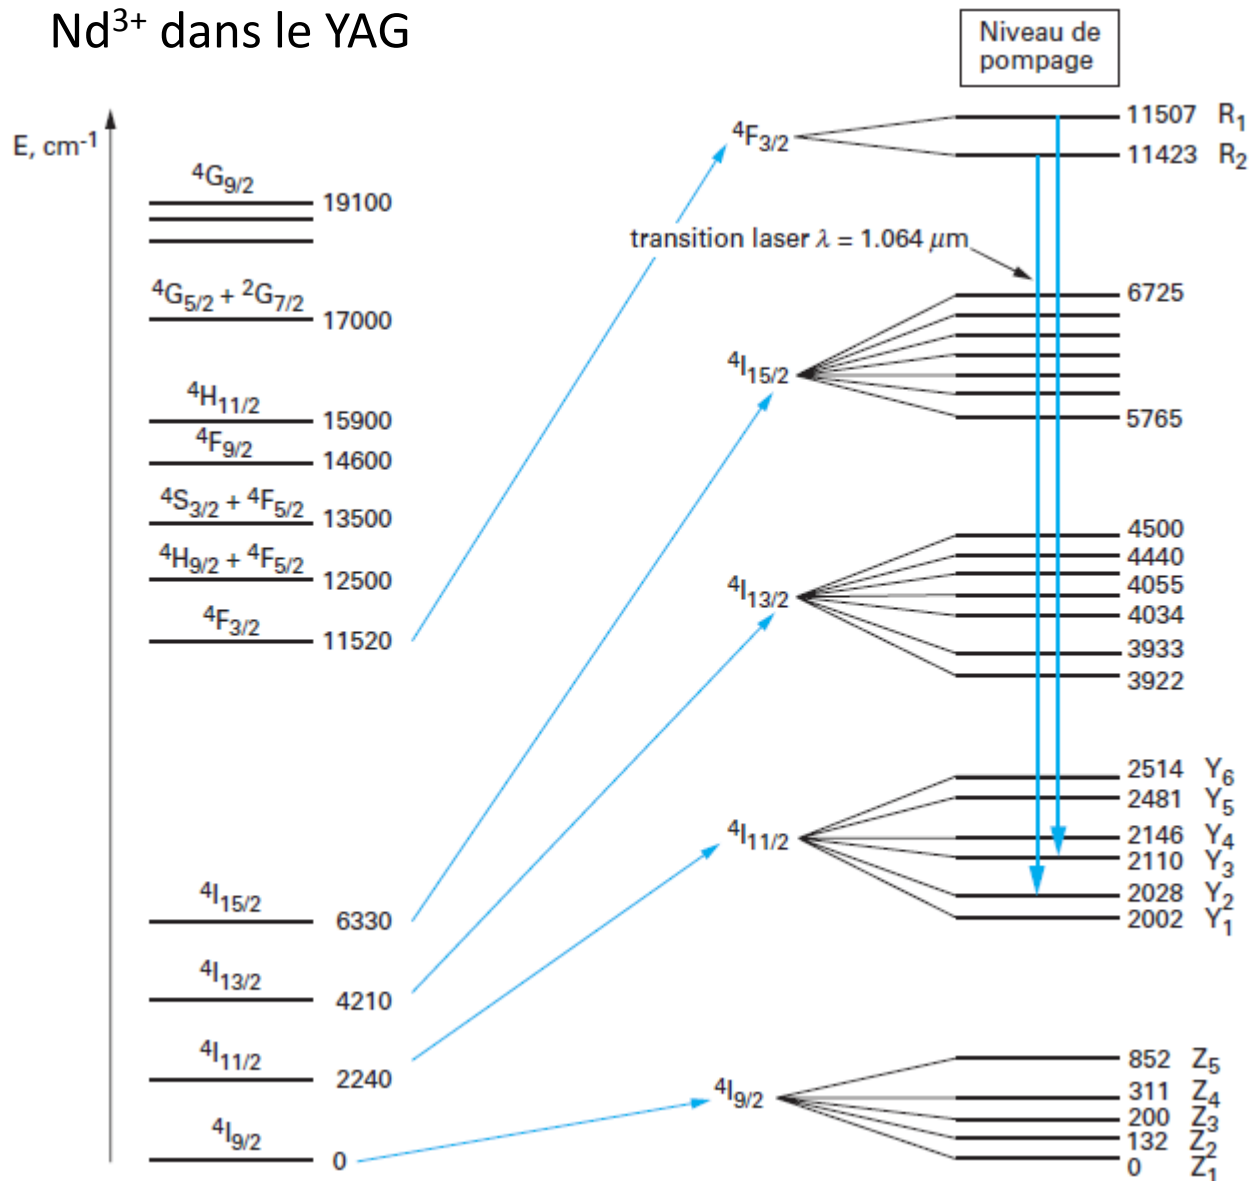 Nd³⁺ dans le YAG
Niveau de
pompage
E, cm⁻¹
⁴G₉/₂
19100
⁴G₅/₂ + ²G₇/₂
17000
⁴H₁₁/₂
15900
⁴F₉/₂
14600
⁴S₃/₂ + ⁴F₅/₂
13500
⁴H₉/₂ + ⁴F₅/₂
12500
⁴F₃/₂
11520
⁴I₁₅/₂
6330
⁴I₁₃/₂
4210
⁴I₁₁/₂
2240
⁴I₉/₂
0
⁴F₃/₂
11507 R₁
11423 R₂
transition laser λ = 1.064 μm
⁴I₁₅/₂
6725
5765
⁴I₁₃/₂
4500
4440
4055
4034
3933
3922
⁴I₁₁/₂
2514 Y₆
2481 Y₅
2146 Y₄
2110 Y₃
2028 Y₂
2002 Y₁
⁴I₉/₂
852 Z₅
311 Z₄
200 Z₃
132 Z₂
0 Z₁